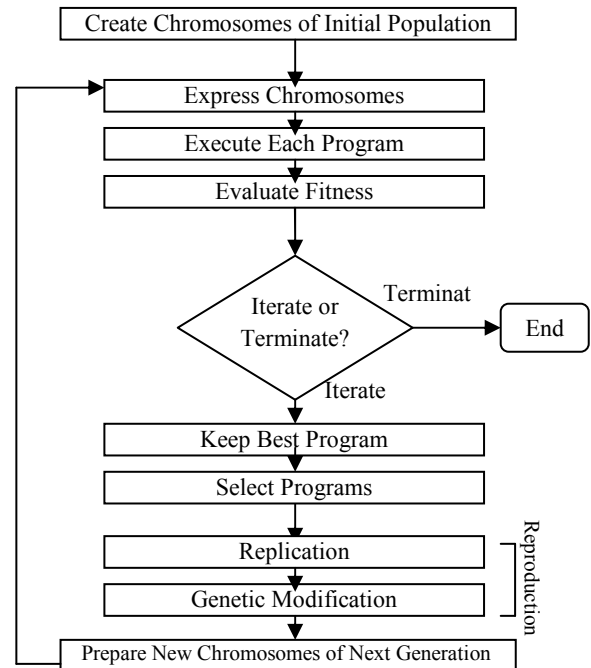 Create Chromosomes of Initial Population
Express Chromosomes
Execute Each Program
Evaluate Fitness
Iterate or
Terminate?
Terminat
End
Iterate
Keep Best Program
Select Programs
Replication
Genetic Modification
Reproduction
Prepare New Chromosomes of Next Generation